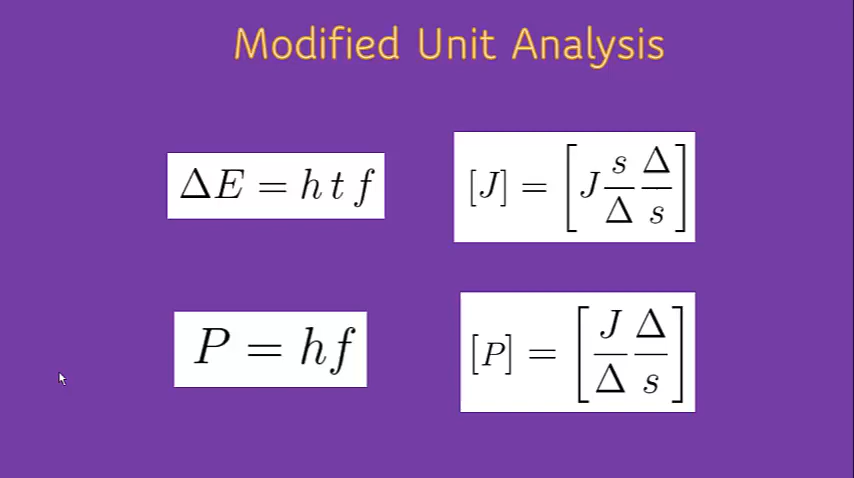 Modified Unit Analysis
ΔE = h t f
[J] = [J s/Δ Δ/s]
P = hf
[P] = [J/Δ Δ/s]